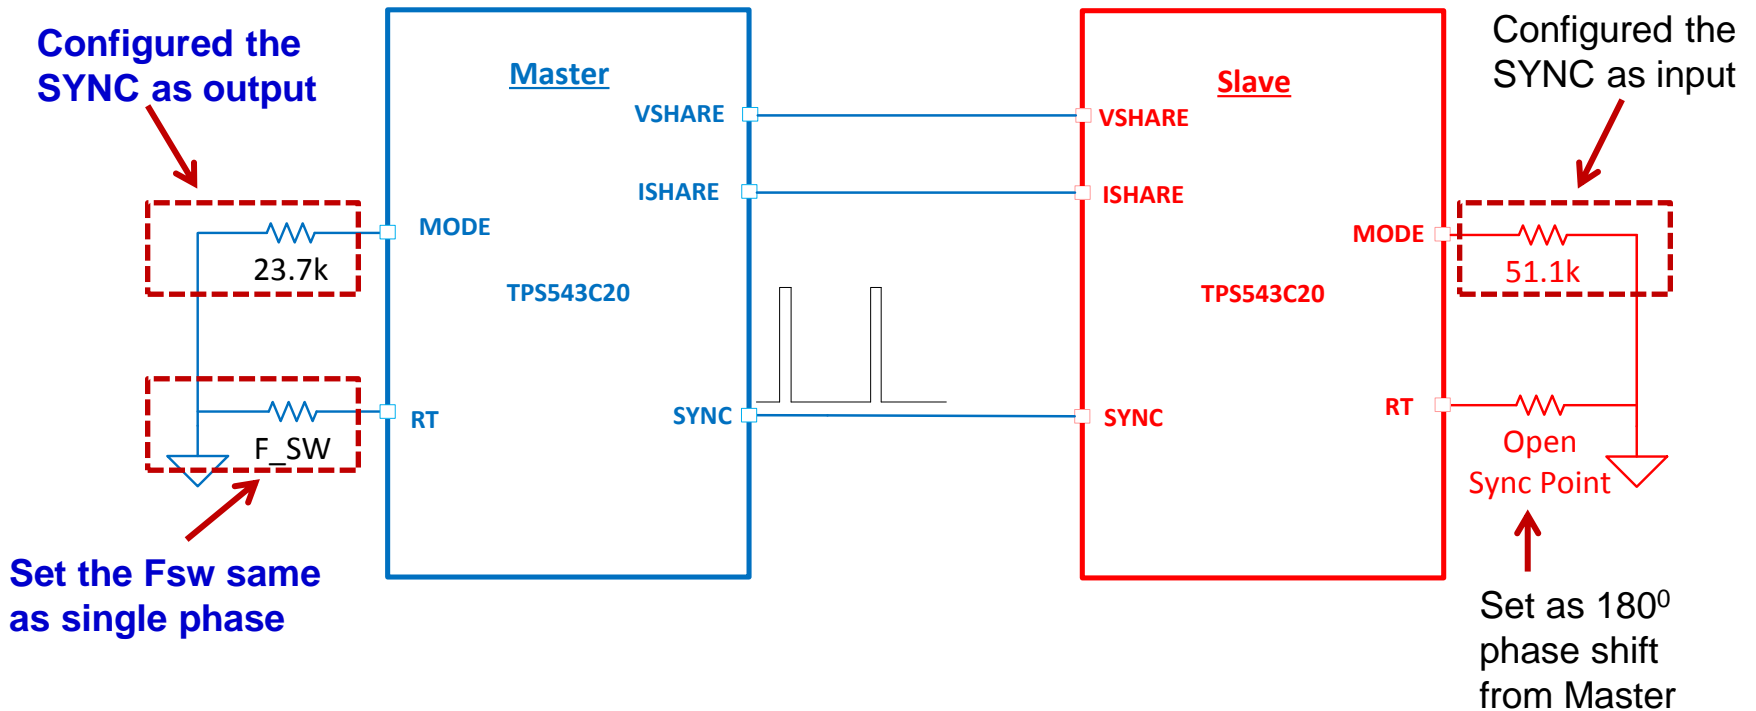 Configured the
SYNC as output
Master
VSHARE
ISHARE
MODE
23.7k
TPS543C20
RT
F_SW
SYNC
Set the Fsw same
as single phase
Slave
VSHARE
ISHARE
MODE
TPS543C20
SYNC
RT
Configured the
SYNC as input
51.1k
Open
Sync Point
Set as 180⁰
phase shift
from Master